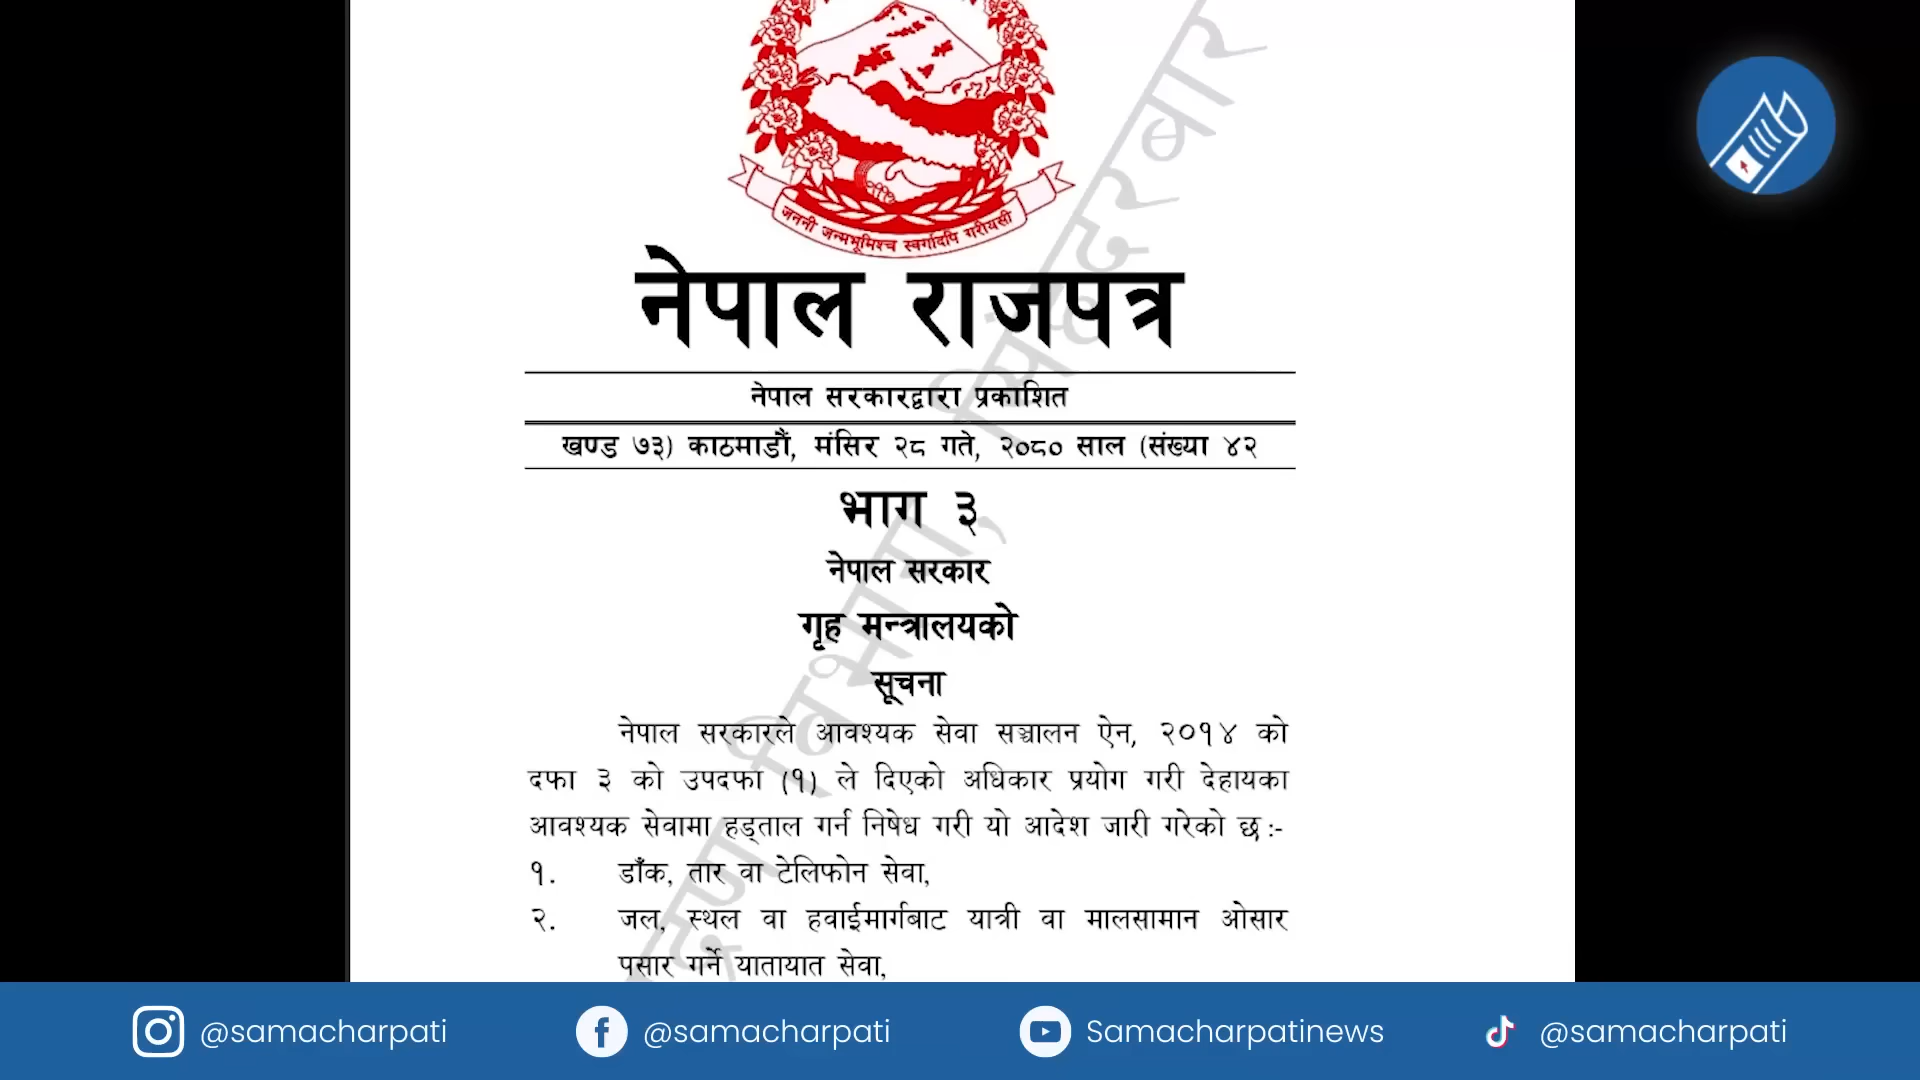 जननी जन्मभूमिश्च स्वर्गादपि गरीयसी
नेपाल राजपत्र
नेपाल सरकारद्वारा प्रकाशित
खण्ड ७३) काठमाडौं, मंसिर २८ गते, २०८० साल (संख्या ४२
भाग ३
नेपाल सरकार
गृह मन्त्रालयको
सूचना
नेपाल सरकारले आवश्यक सेवा सञ्चालन ऐन, २०१४ को
दफा ३ को उपदफा (१) ले दिएको अधिकार प्रयोग गरी देहायका
आवश्यक सेवामा हड्ताल गर्न निषेध गरी यो आदेश जारी गरेको छ :-
१. डाँक, तार वा टेलिफोन सेवा,
२. जल, स्थल वा हवाईमार्गबाट यात्री वा मालसामान ओसार
पसार गर्ने यातायात सेवा,
@samacharpati @samacharpati Samacharpatinews @samacharpati